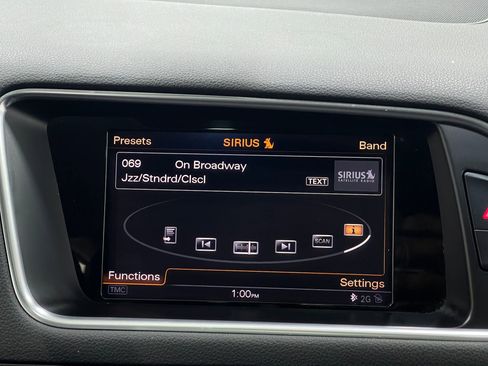 Presets SIRIUS Band
069 On Broadway
Jzz/Stndrd/Clscl
TEXT
SIRIUS
SATELLITE RADIO
SCAN
i
Functions Settings
TMC 1:00PM 2G